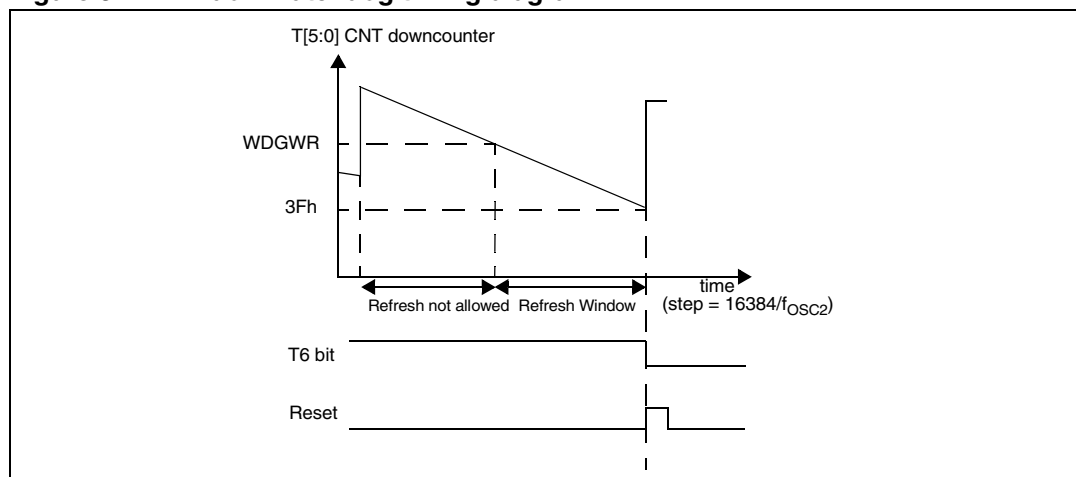 T[5:0] CNT downcounter
WDGWR
3Fh
time
Refresh not allowed Refresh Window (step = 16384/fOSC2)
T6 bit
Reset